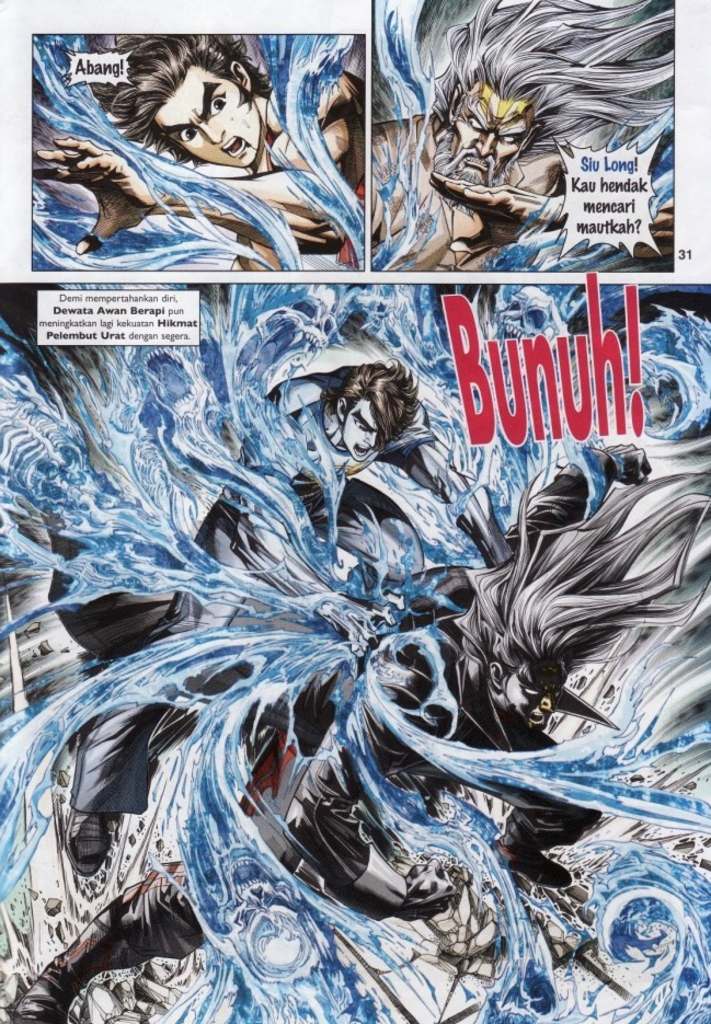 Abang!
Siu Long!
Kau hendak
mencari
mautkah?
31
Demi mempertahankan diri,
Dewata Awan Berapi pun
meningkatkan lagi kekuatan Hikmat
Pelembut Urat dengan segera.
Bunuh!